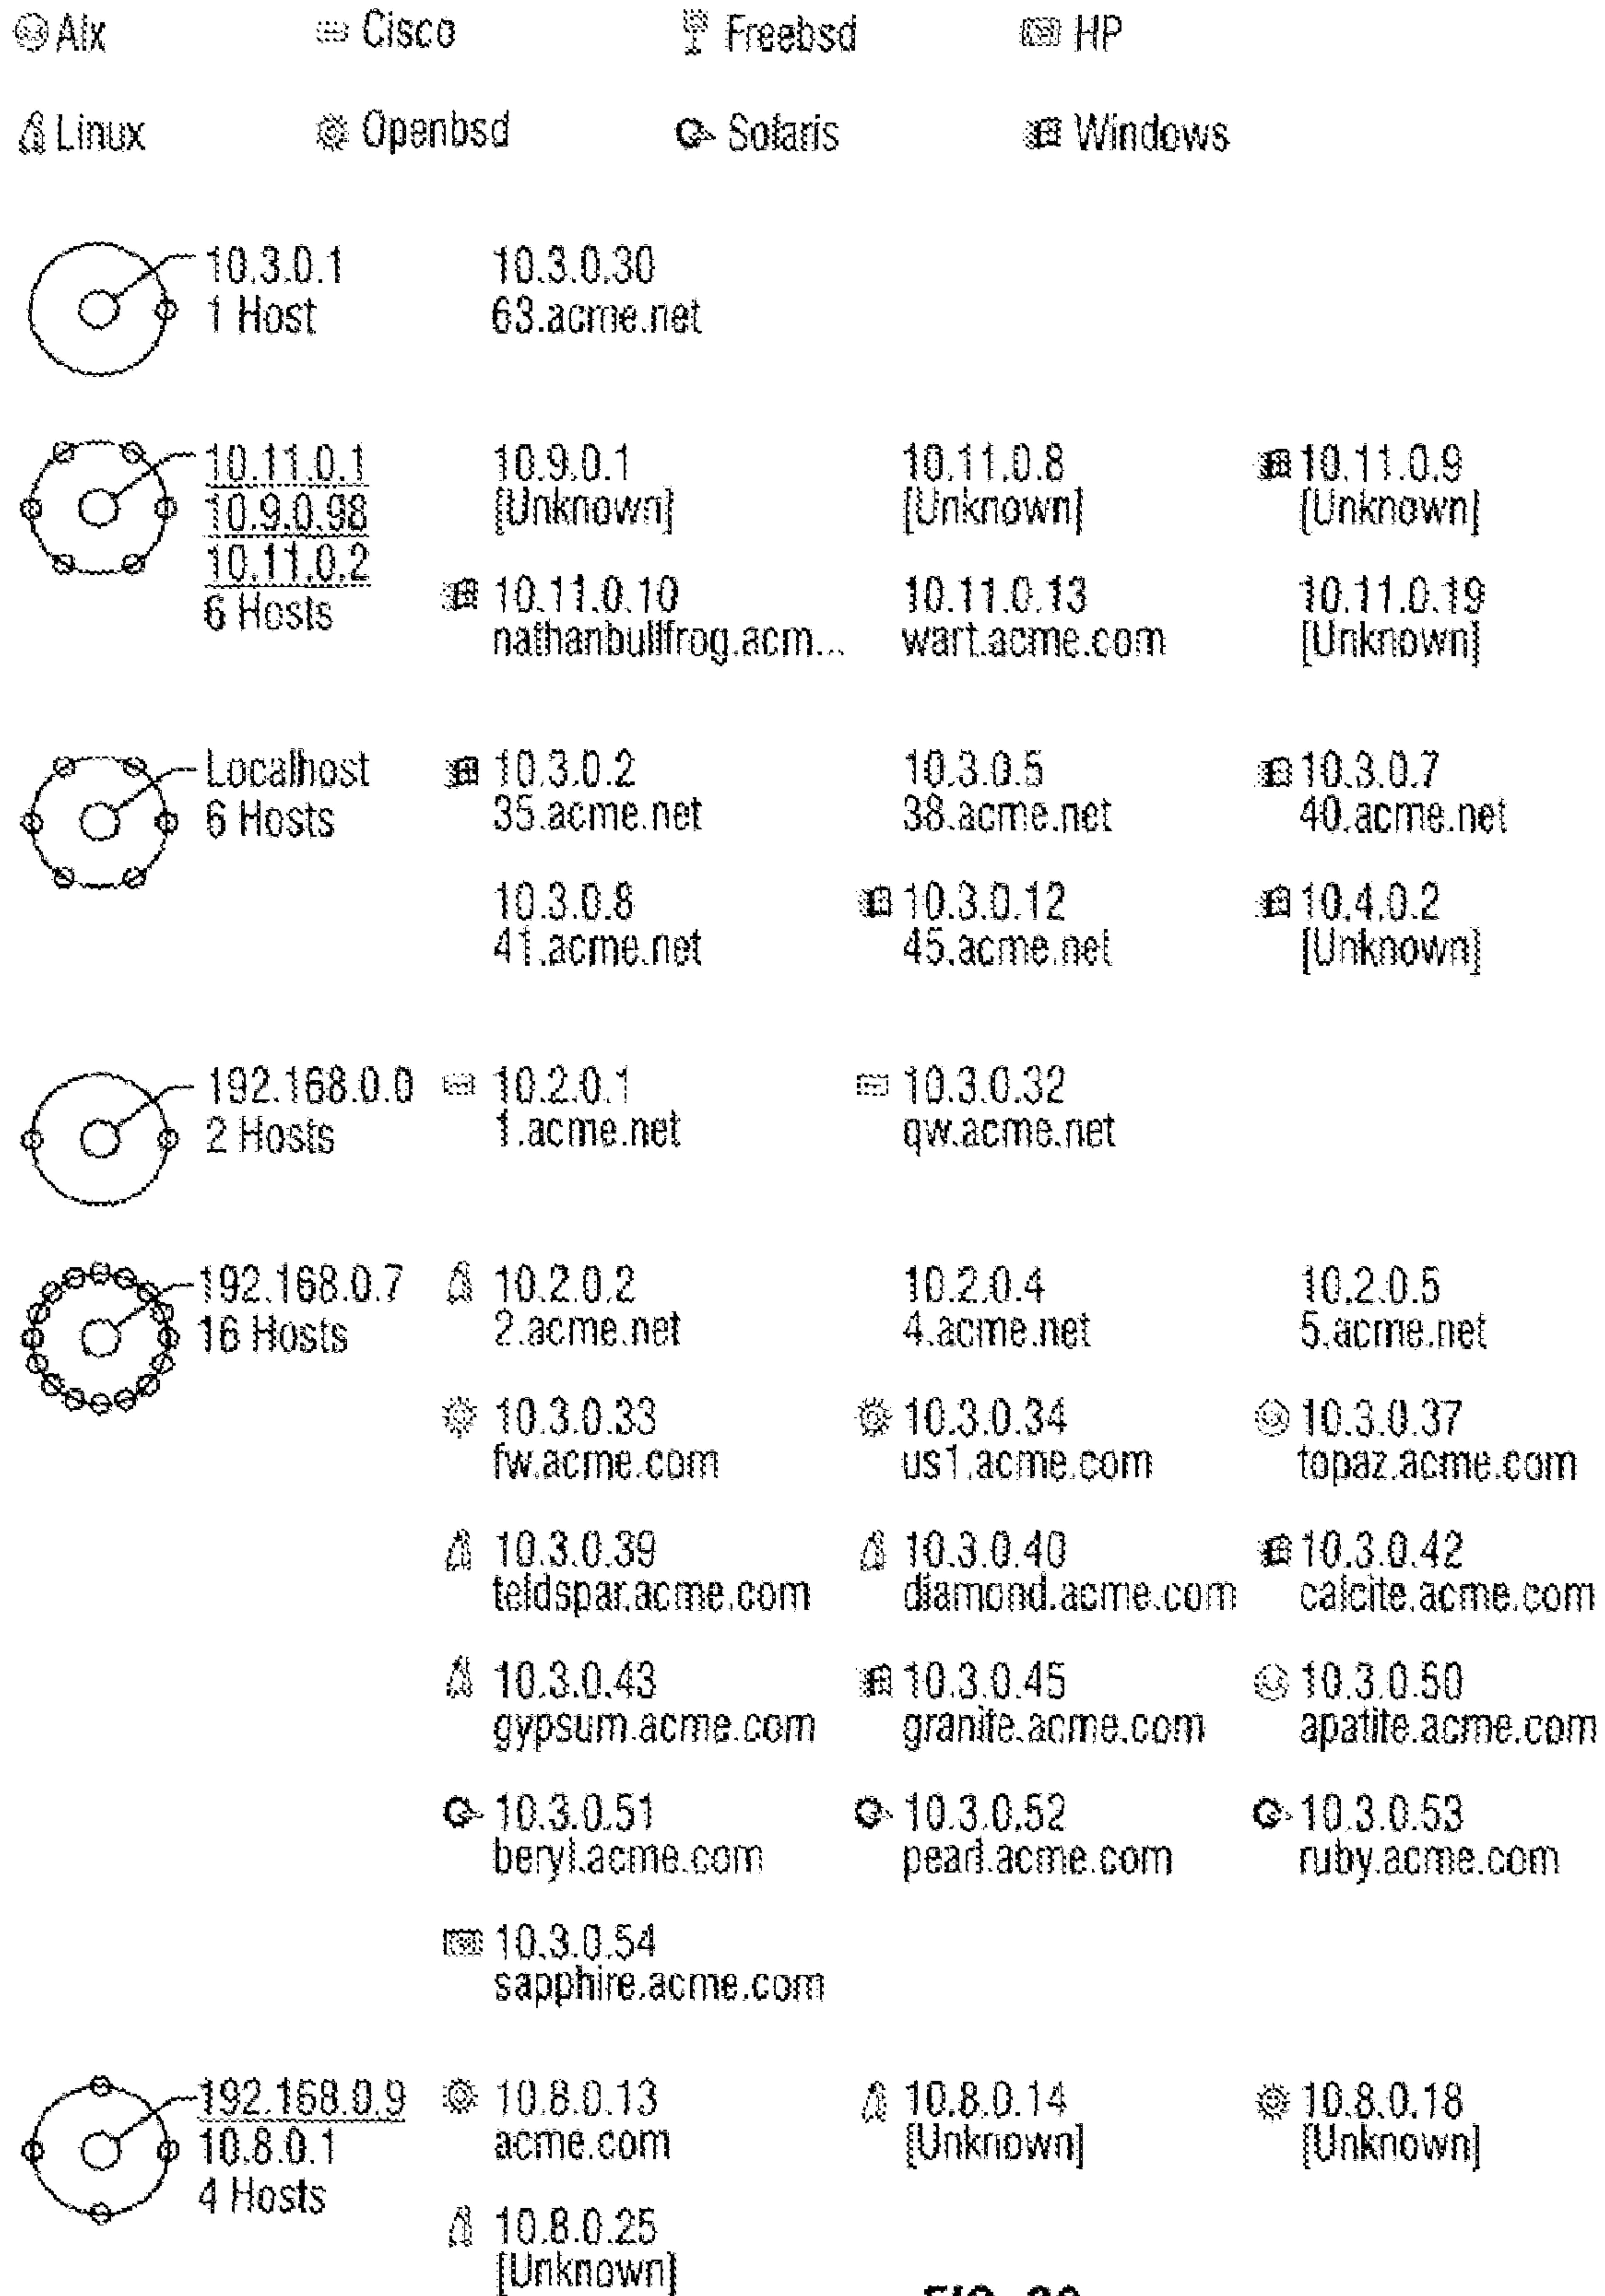 Aix Cisco Freebsd HP
Linux Openbsd Solaris Windows
10.3.0.1 10.3.0.30
1 Host 63.acme.net
10.11.0.1 10.9.0.1 10.11.0.8 10.11.0.9
10.9.0.98 [Unknown] [Unknown] [Unknown]
10.11.0.2 10.11.0.10 10.11.0.13 10.11.0.19
6 Hosts nathanbullfrog.acm... wart.acme.com [Unknown]
Localhost 10.3.0.2 10.3.0.5 10.3.0.7
6 Hosts 35.acme.net 38.acme.net 40.acme.net
10.3.0.8 10.3.0.12 10.4.0.2
41.acme.net 45.acme.net [Unknown]
192.168.0.0 10.2.0.1 10.3.0.32
2 Hosts 1.acme.net qw.acme.net
192.168.0.7 10.2.0.2 10.2.0.4 10.2.0.5
16 Hosts 2.acme.net 4.acme.net 5.acme.net
10.3.0.33 10.3.0.34 10.3.0.37
fw.acme.com us1.acme.com topaz.acme.com
10.3.0.39 10.3.0.40 10.3.0.42
teldspar.acme.com diamond.acme.com calcite.acme.com
10.3.0.43 10.3.0.45 10.3.0.50
gypsum.acme.com granite.acme.com apatite.acme.com
10.3.0.51 10.3.0.52 10.3.0.53
beryl.acme.com pearl.acme.com ruby.acme.com
10.3.0.54
sapphire.acme.com
192.168.0.9 10.8.0.13 10.8.0.14 10.8.0.18
10.8.0.1 acme.com [Unknown] [Unknown]
4 Hosts
10.8.0.25
[Unknown]